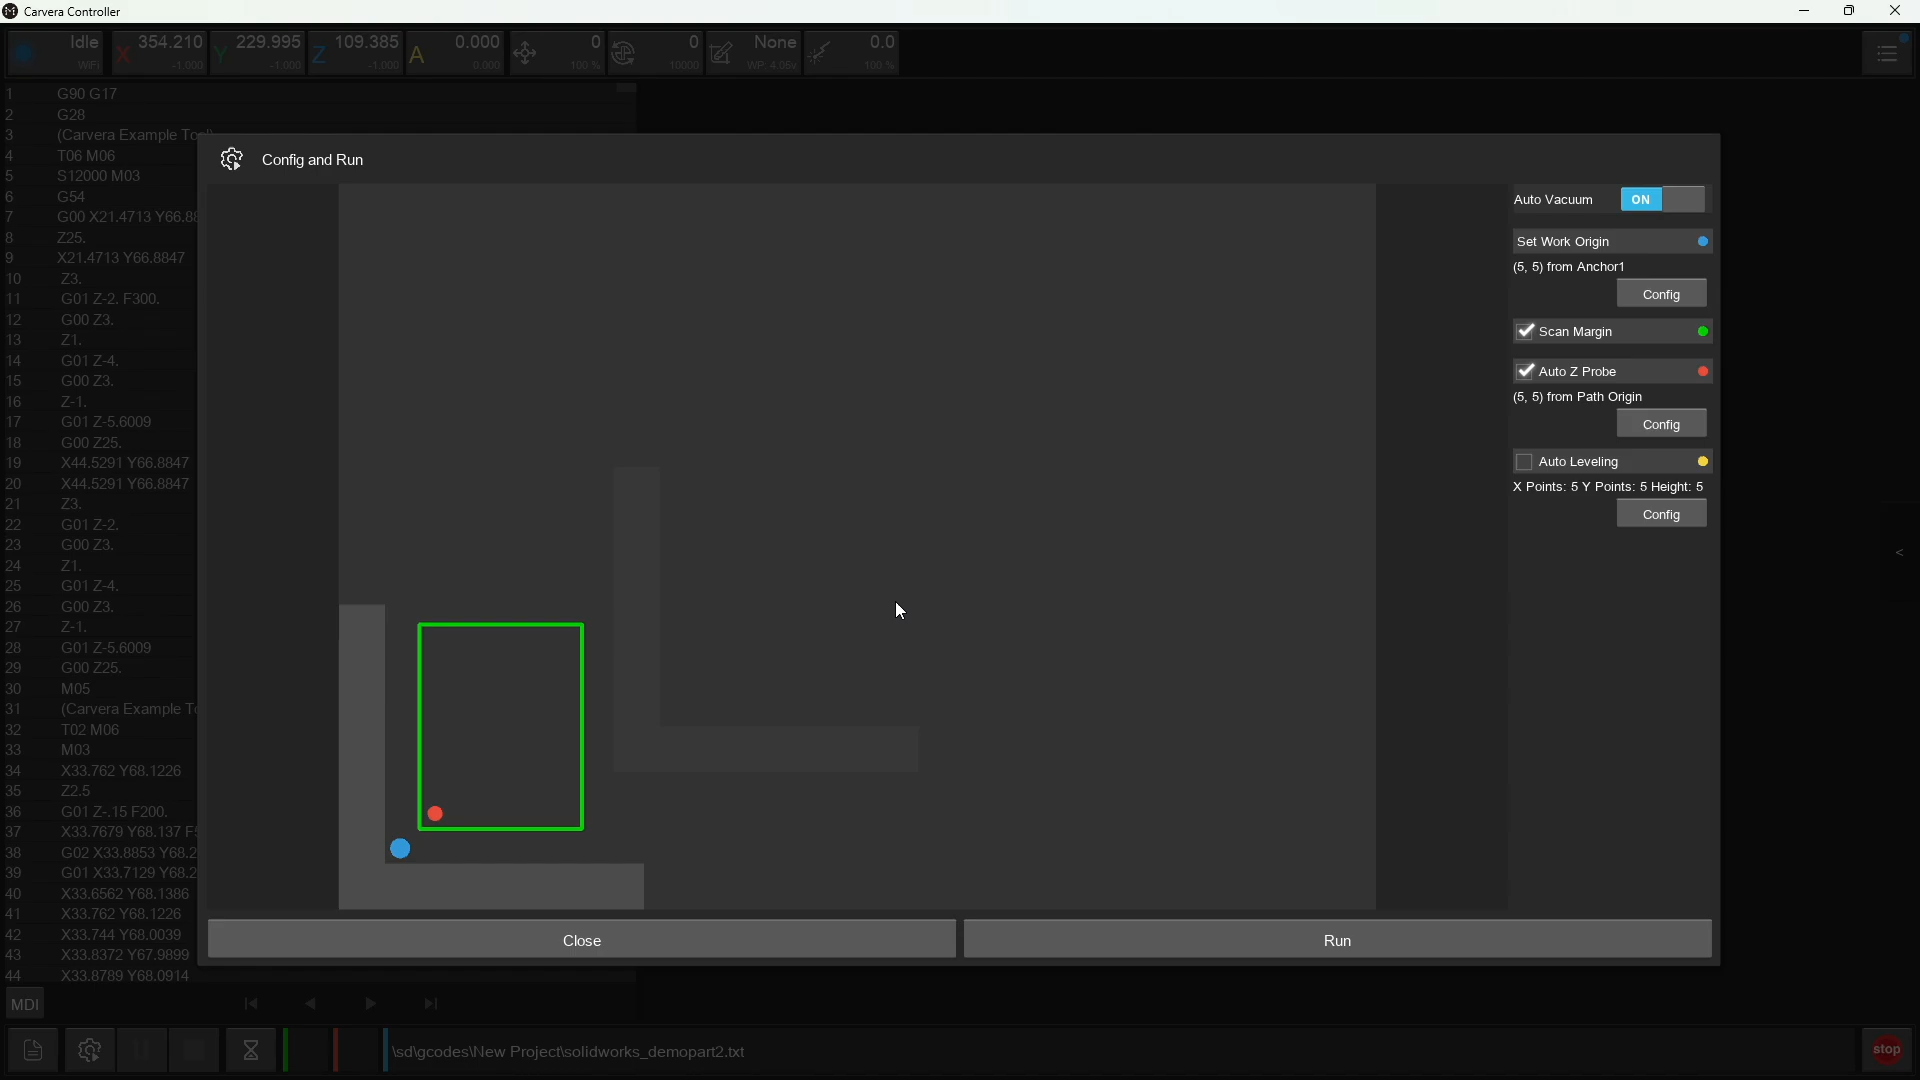 Carvera Controller
Idle
WiFi
X 354.210
-1.000
Y 229.995
-1.000
Z 109.385
-1.000
A 0.000
0.000
0
100 %
0
10000
None
WP: 4.06v
0.0
100 %
1 G90 G17
2 G28
3 (Carvera Example Tool)
4 T06 M06
5 S12000 M03
6 G54
7 G00 X21.4713 Y66.88
8 Z25.
9 X21.4713 Y66.8847
10 Z3.
11 G01 Z-2. F300.
12 G00 Z3.
13 Z1.
14 G01 Z-4.
15 G00 Z3.
16 Z-1.
17 G01 Z-5.6009
18 G00 Z25.
19 X44.5291 Y66.8847
20 X44.5291 Y66.8847
21 Z3.
22 G01 Z-2.
23 G00 Z3.
24 Z1.
25 G01 Z-4.
26 G00 Z3.
27 Z-1.
28 G01 Z-5.6009
29 G00 Z25.
30 M05
31 (Carvera Example T
32 T02 M06
33 M03
34 X33.762 Y68.1226
35 Z2.5
36 G01 Z-.15 F200.
37 X33.7679 Y68.137 F
38 G02 X33.8853 Y68.2
39 G01 X33.7129 Y68.2
40 X33.6562 Y68.1386
41 X33.762 Y68.1226
42 X33.744 Y68.0039
43 X33.8372 Y67.9899
44 X33.8789 Y68.0914
Config and Run
Auto Vacuum ON
Set Work Origin
(5, 5) from Anchor1
Config
Scan Margin
Auto Z Probe
(5, 5) from Path Origin
Config
Auto Leveling
X Points: 5 Y Points: 5 Height: 5
Config
<
Close
Run
MDI
\sd\gcodes\New Project\solidworks_demopart2.txt
stop